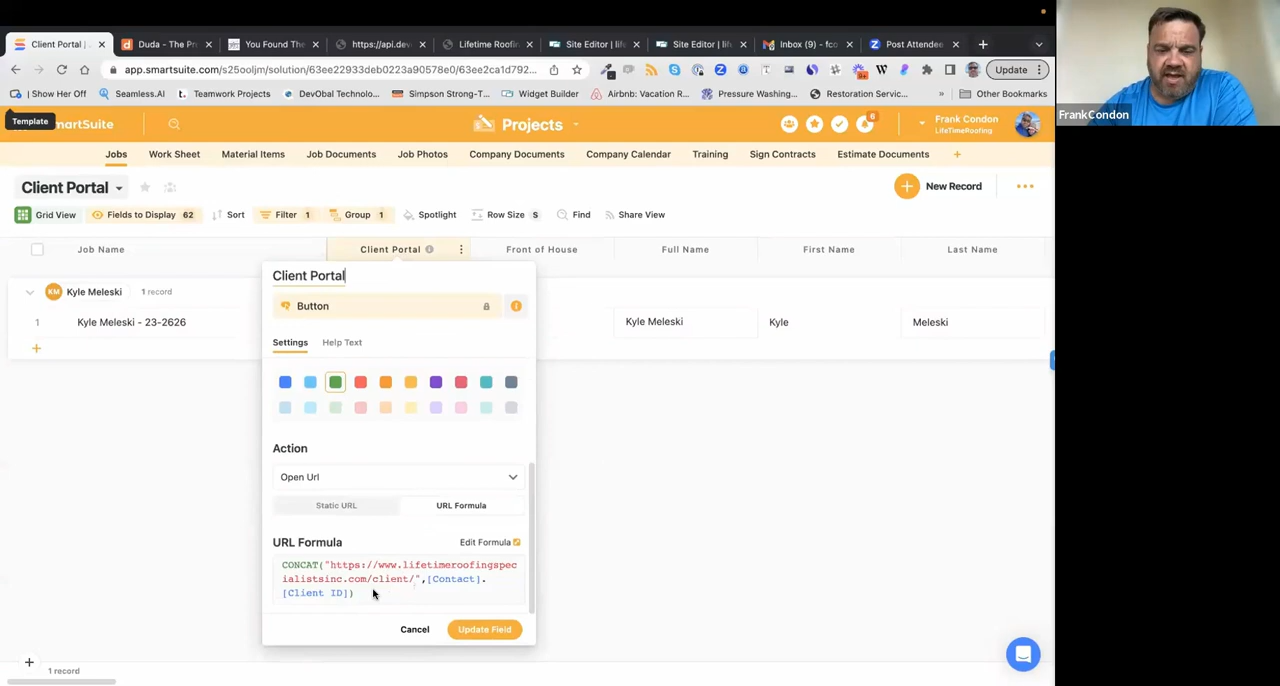 Client Portal | ×
Duda - The Pr ×
You Found The ×
https://api.dev ×
Lifetime Roofin ×
Site Editor | life ×
Site Editor | life ×
Inbox (9) - fco ×
Post Attendee ×
app.smartsuite.com/s25ooljm/solution/63ee22933deb0223a90578e0/63ee2ca1d792...
Update
| Show Her Off
Seamless.AI
Teamwork Projects
DevObal Technolo...
Simpson Strong-T...
Widget Builder
Airbnb: Vacation R...
Pressure Washing...
Restoration Servic...
»
Other Bookmarks
Template
martSuite
Projects
6
Frank Condon
LifeTimeRoofing
FrankCondon
Jobs
Work Sheet
Material Items
Job Documents
Job Photos
Company Documents
Company Calendar
Training
Sign Contracts
Estimate Documents
Client Portal
New Record
Grid View
Fields to Display 62
Sort
Filter 1
Group 1
Spotlight
Row Size S
Find
Share View
Job Name
Client Portal
Front of House
Full Name
First Name
Last Name
KM Kyle Meleski 1 record
1 Kyle Meleski - 23-2626
Kyle Meleski
Kyle
Meleski
Client Portal
Button
Settings
Help Text
Action
Open Url
Static URL
URL Formula
URL Formula
Edit Formula
CONCAT("https://www.lifetimeroofingspec
ialistsinc.com/client/",[Contact].
[Client ID])
Cancel
Update Field
1 record